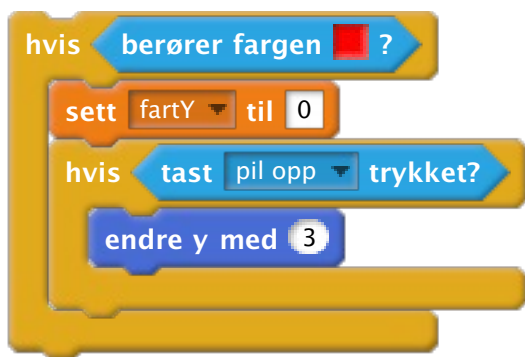 hvis berører fargen ?
sett fartY til 0
hvis tast pil opp trykket?
endre y med 3